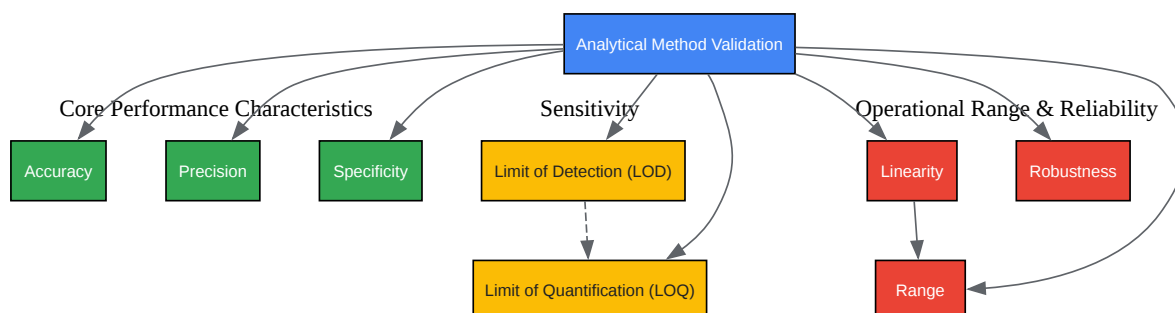 Analytical Method Validation
Core Performance Characteristics
Sensitivity
Operational Range & Reliability
Accuracy
Precision
Specificity
Limit of Detection (LOD)
Linearity
Robustness
Limit of Quantification (LOQ)
Range